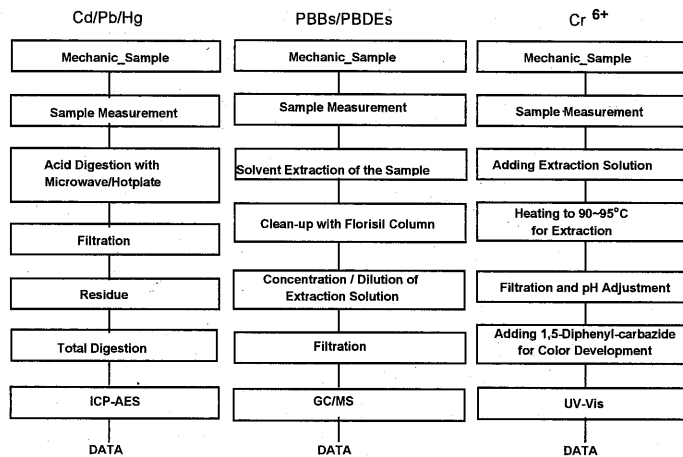 Cd/Pb/Hg
Mechanic_Sample
Sample Measurement
Acid Digestion with
Microwave/Hotplate
Filtration
Residue
Total Digestion
ICP-AES
DATA
PBBs/PBDEs
Mechanic_Sample
Sample Measurement
Solvent Extraction of the Sample
Clean-up with Florisil Column
Concentration / Dilution of
Extraction Solution
Filtration
GC/MS
DATA
Cr 6+
Mechanic_Sample
Sample Measurement
Adding Extraction Solution
Heating to 90~95°C
for Extraction
Filtration and pH Adjustment
Adding 1,5-Diphenyl-carbazide
for Color Development
UV-Vis
DATA